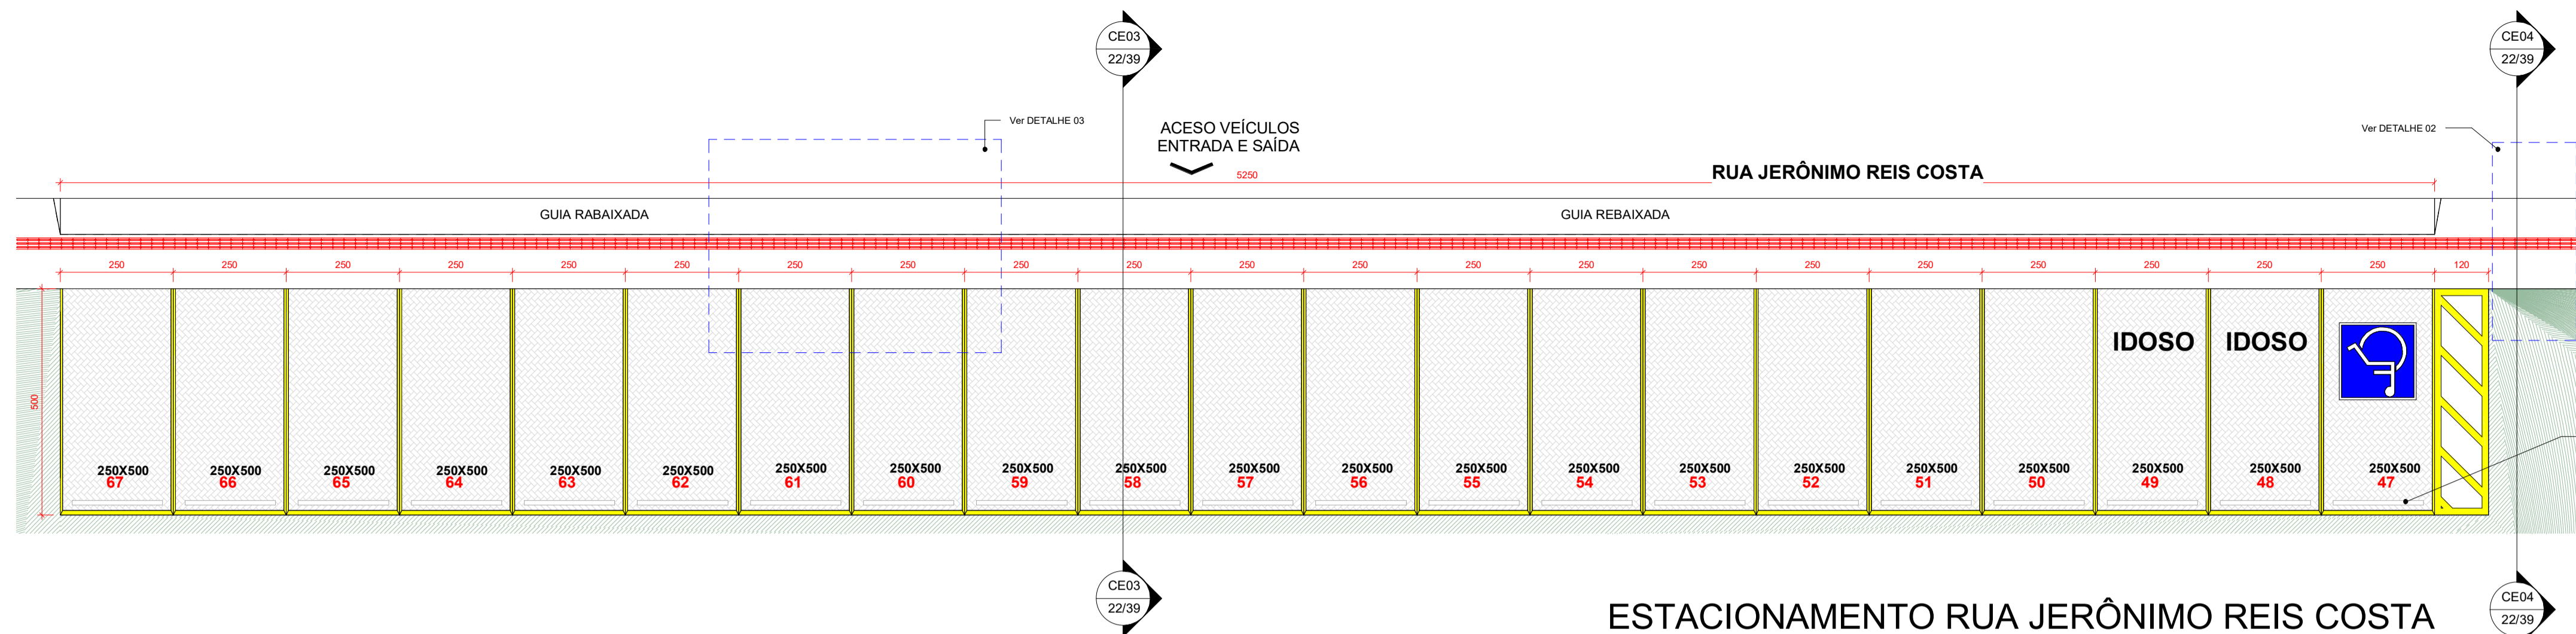 CE03
22/39
CE04
22/39
Ver DETALHE 03
ACESO VEÍCULOS
ENTRADA E SAÍDA
Ver DETALHE 02
5250
RUA JERÔNIMO REIS COSTA
GUIA RABAIXADA
GUIA REBAIXADA
250 250 250 250 250 250 250 250 250 250 250 250 250 250 250 250 250 250 250 250 250 120
500
IDOSO IDOSO
250X500 250X500 250X500 250X500 250X500 250X500 250X500 250X500 250X500 250X500 250X500 250X500 250X500 250X500 250X500 250X500 250X500 250X500 250X500 250X500 250X500
67 66 65 64 63 62 61 60 59 58 57 56 55 54 53 52 51 50 49 48 47
CE03
22/39
ESTACIONAMENTO RUA JERÔNIMO REIS COSTA
CE04
22/39